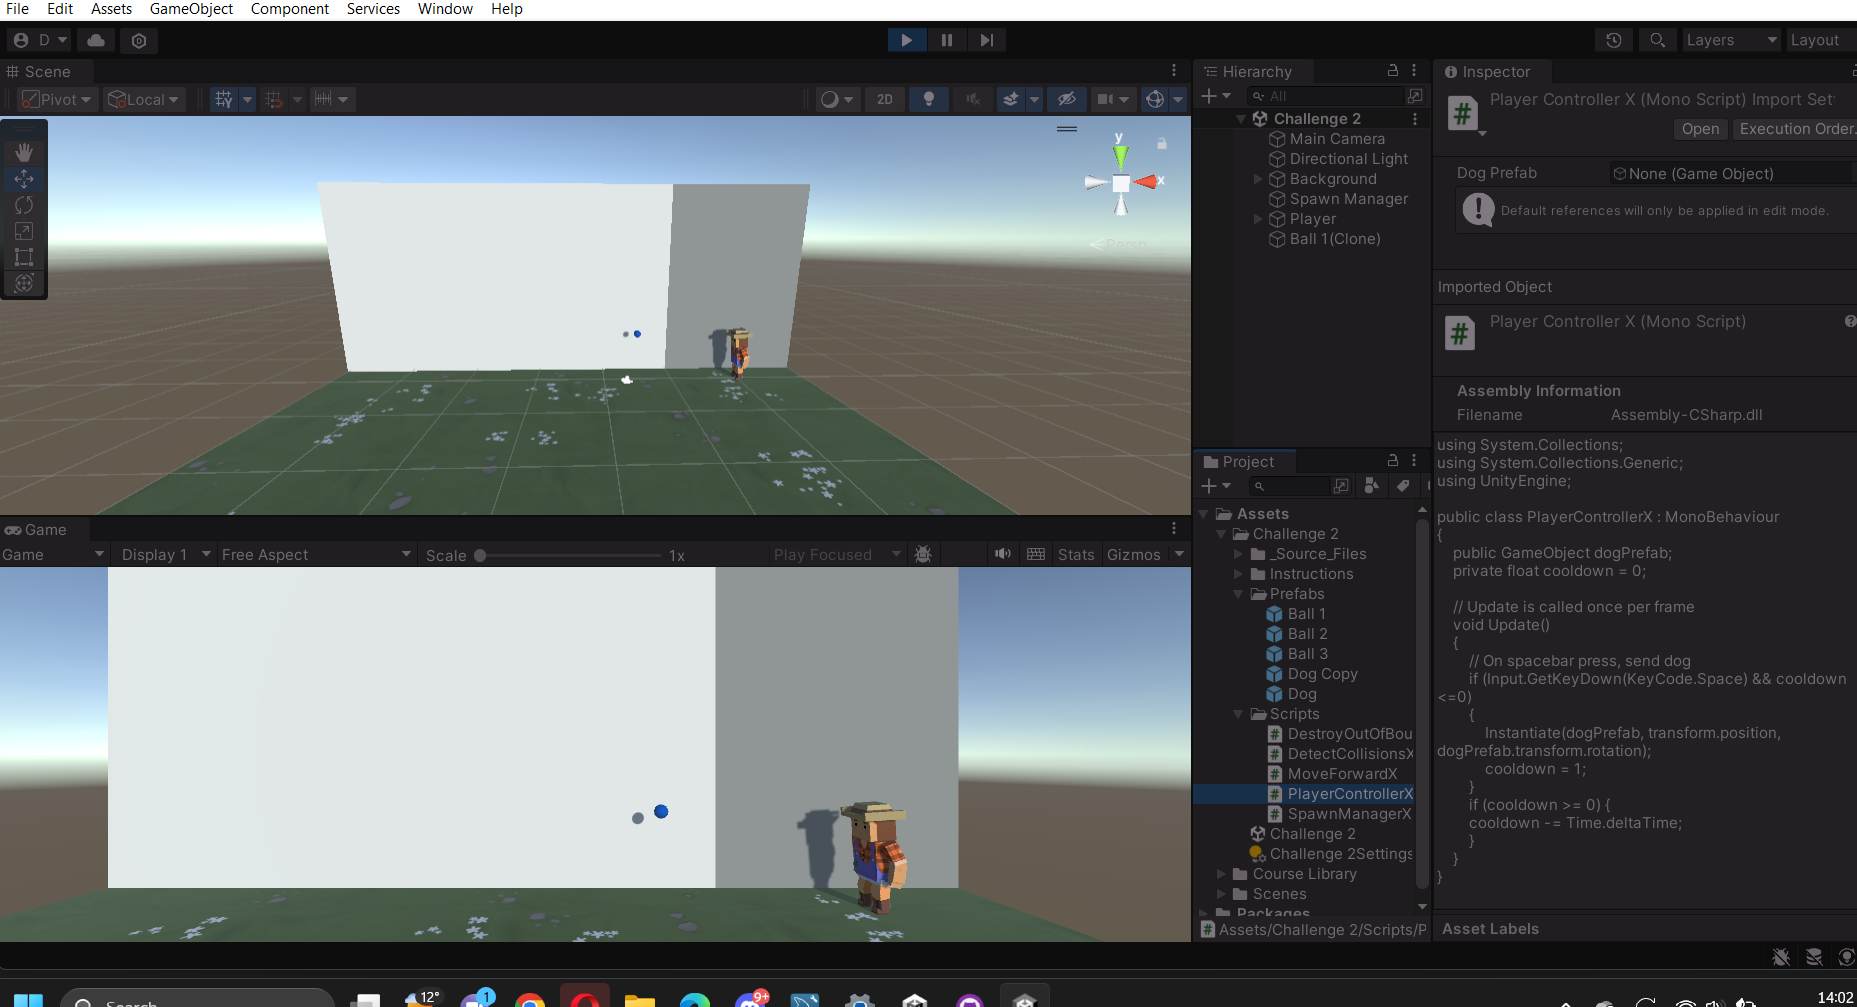 File Edit Assets GameObject Component Services Window Help
D
Layers Layout
Scene
Pivot Local 2D
y
x
Persp
Game
Game Display 1 Free Aspect Scale 1x Play Focused Stats Gizmos
Hierarchy
All
Challenge 2
Main Camera
Directional Light
Background
Spawn Manager
Player
Ball 1(Clone)
Project
Assets
Challenge 2
_Source_Files
Instructions
Prefabs
Ball 1
Ball 2
Ball 3
Dog Copy
Dog
Scripts
DestroyOutOfBou
DetectCollisionsX
MoveForwardX
PlayerControllerX
SpawnManagerX
Challenge 2
Challenge 2Settings
Course Library
Scenes
Packages
Assets/Challenge 2/Scripts/P
Inspector
Player Controller X (Mono Script) Import Set
Open Execution Order.
Dog Prefab None (Game Object)
Default references will only be applied in edit mode.
Imported Object
Player Controller X (Mono Script)
Assembly Information
Filename Assembly-CSharp.dll
using System.Collections;
using System.Collections.Generic;
using UnityEngine;
public class PlayerControllerX : MonoBehaviour
{
public GameObject dogPrefab;
private float cooldown = 0;
// Update is called once per frame
void Update()
{
// On spacebar press, send dog
if (Input.GetKeyDown(KeyCode.Space) && cooldown
<=0)
{
Instantiate(dogPrefab, transform.position,
dogPrefab.transform.rotation);
cooldown = 1;
}
if (cooldown >= 0) {
cooldown -= Time.deltaTime;
}
}
}
Asset Labels
Search 12° 1 9+ 14:02